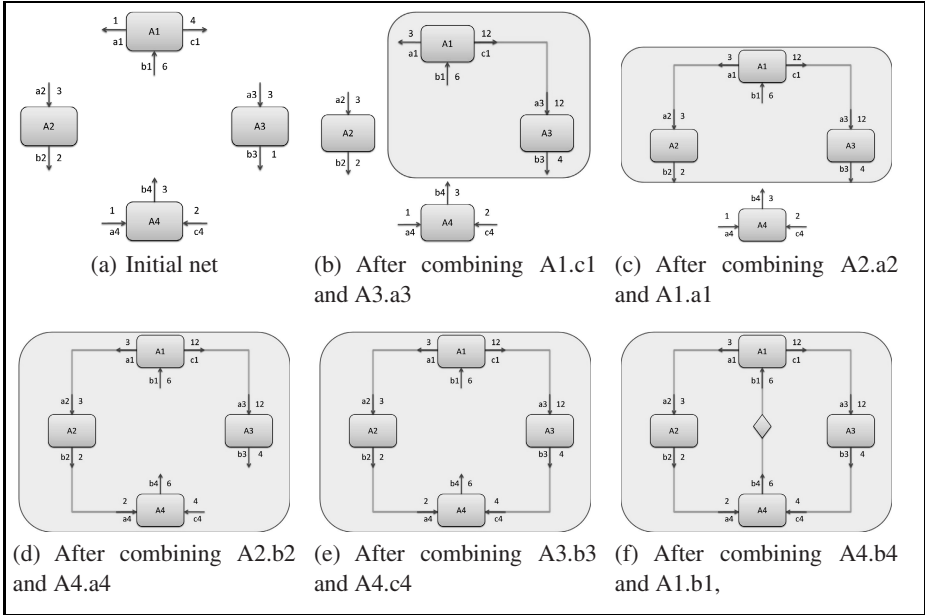 1 A1 4
a1 c1
b1 6
a2 3
A2
b2 2
a3 3
A3
b3 1
b4 3
1 A4 2
a4 c4
(a) Initial net
3 A1 12
a1 c1
b1 6
a2 3
A2
b2 2
a3 12
A3
b3 4
b4 3
1 A4 2
a4 c4
(b) After combining A1.c1
and A3.a3
3 A1 12
a1 c1
b1 6
a2 3
A2
b2 2
a3 12
A3
b3 4
b4 3
1 A4 2
a4 c4
(c) After combining A2.a2
and A1.a1
3 A1 12
a1 c1
b1 6
a2 3
A2
b2 2
a3 12
A3
b3 4
b4 6
2 A4 4
a4 c4
(d) After combining A2.b2
and A4.a4
3 A1 12
a1 c1
b1 6
a2 3
A2
b2 2
a3 12
A3
b3 4
b4 6
2 A4 4
a4 c4
(e) After combining A3.b3
and A4.c4
3 A1 12
a1 c1
b1 6
a2 3
A2
b2 2
a3 12
A3
b3 4
b4 6
2 A4 4
a4 c4
(f) After combining A4.b4
and A1.b1,